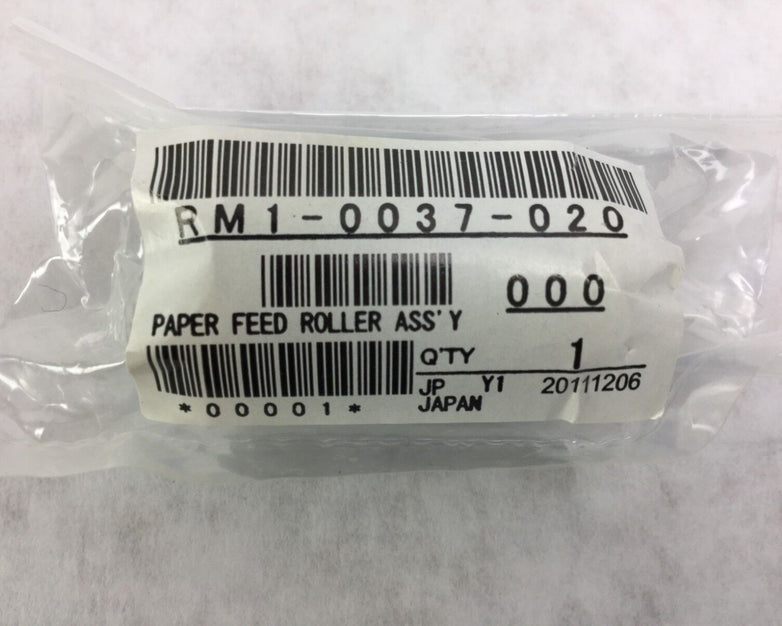 RM1-0037-020
000
PAPER FEED ROLLER ASS'Y
Q'TY 1
*00001*
JP Y1 20111206
JAPAN